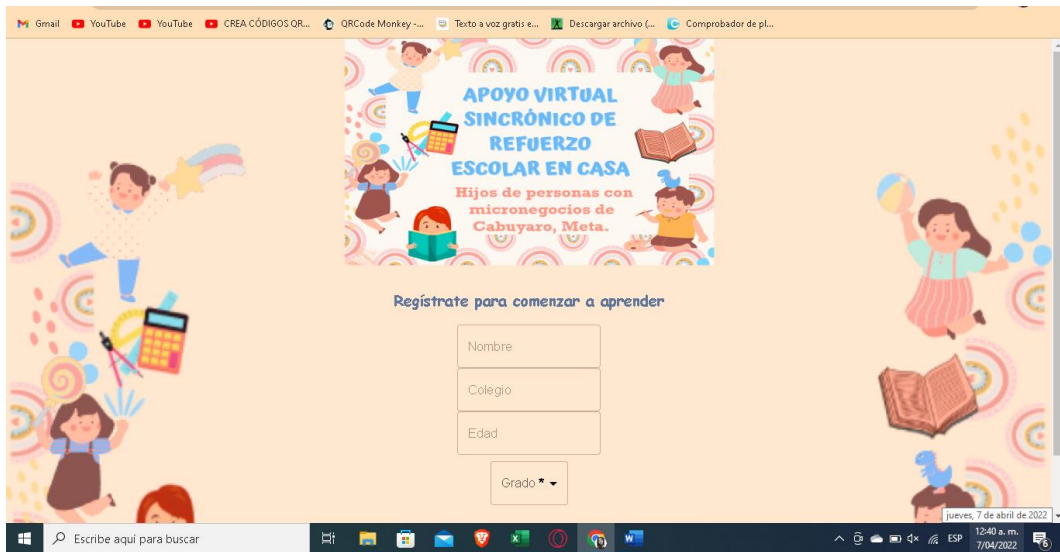 Gmail YouTube YouTube CREA CÓDIGOS QR... QRCode Monkey -... Texto a voz gratis e... Descargar archivo (... Comprobador de pl...
APOYO VIRTUAL
SINCRÓNICO DE
REFUERZO
ESCOLAR EN CASA
Hijos de personas con
micronegocios de
Cabuyaro, Meta.
Regístrate para comenzar a aprender
Nombre
Colegio
Edad
Grado *
jueves, 7 de abril de 2022
Escribe aquí para buscar
ESP
12:40 a. m.
7/04/2022